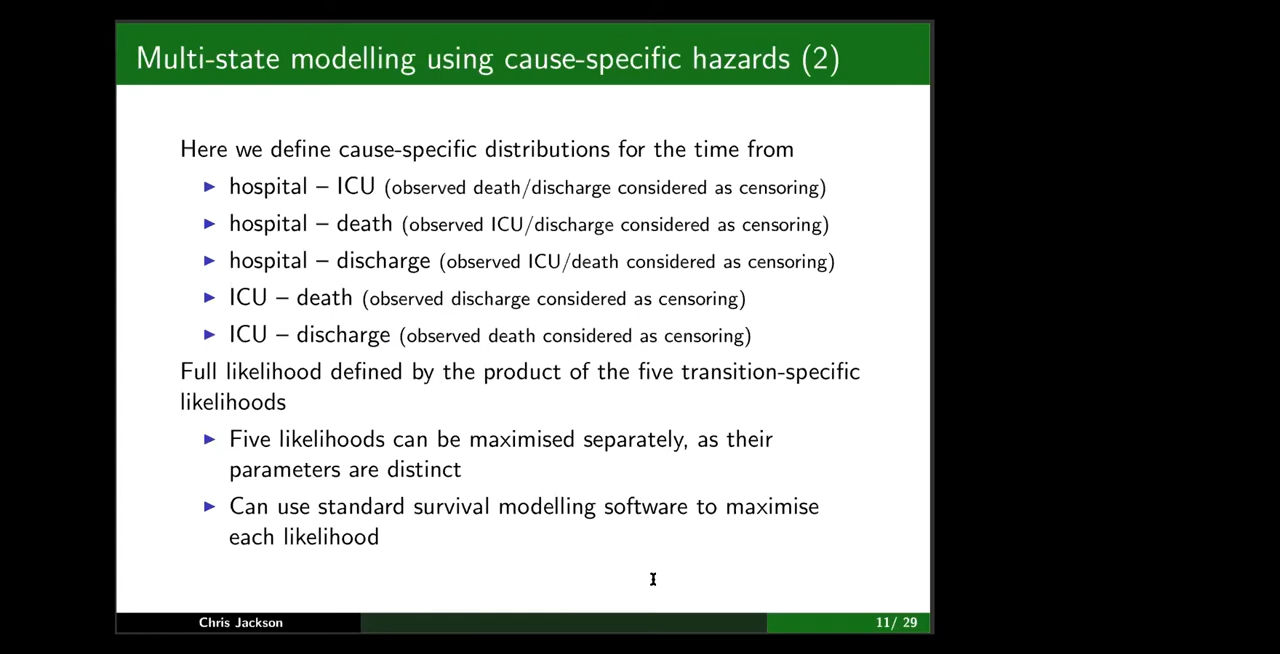 Multi-state modelling using cause-specific hazards (2)
Here we define cause-specific distributions for the time from
▶ hospital – ICU (observed death/discharge considered as censoring)
▶ hospital – death (observed ICU/discharge considered as censoring)
▶ hospital – discharge (observed ICU/death considered as censoring)
▶ ICU – death (observed discharge considered as censoring)
▶ ICU – discharge (observed death considered as censoring)
Full likelihood defined by the product of the five transition-specific
likelihoods
▶ Five likelihoods can be maximised separately, as their
parameters are distinct
▶ Can use standard survival modelling software to maximise
each likelihood
Chris Jackson
11/ 29